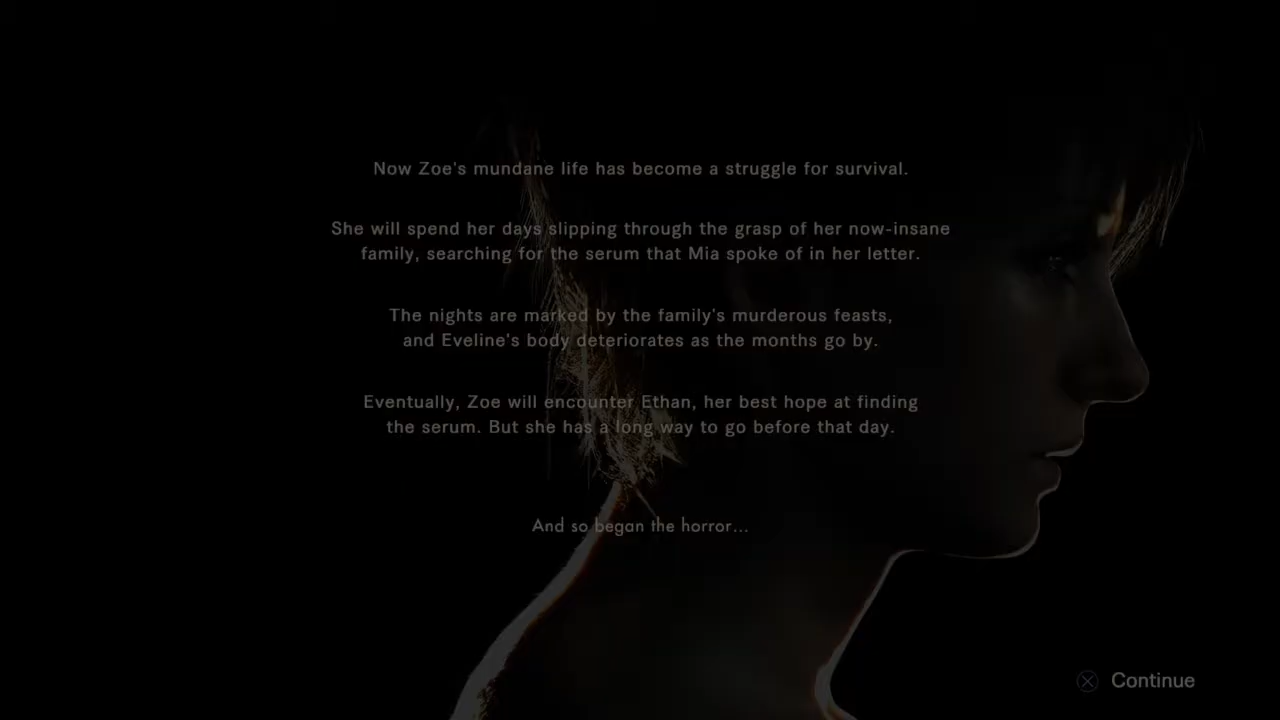 Now Zoe's mundane life has become a struggle for survival.
She will spend her days slipping through the grasp of her now-insane
family, searching for the serum that Mia spoke of in her letter.
The nights are marked by the family's murderous feasts,
and Eveline's body deteriorates as the months go by.
Eventually, Zoe will encounter Ethan, her best hope at finding
the serum. But she has a long way to go before that day.
And so began the horror...
Continue